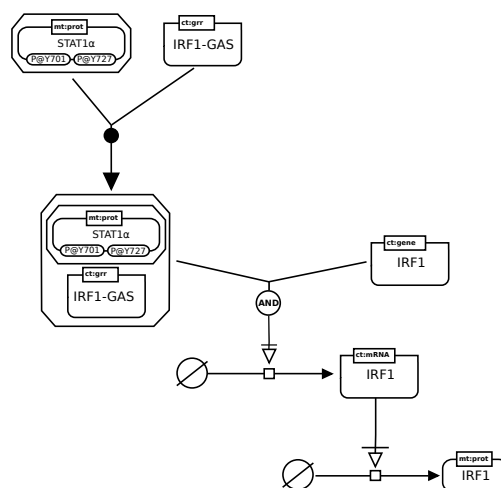 mt:prot
STAT1α
P@Y701 P@Y727
ct:grr
IRF1-GAS
mt:prot
STAT1α
P@Y701 P@Y727
ct:grr
IRF1-GAS
ct:gene
IRF1
AND
ct:mRNA
IRF1
mt:prot
IRF1